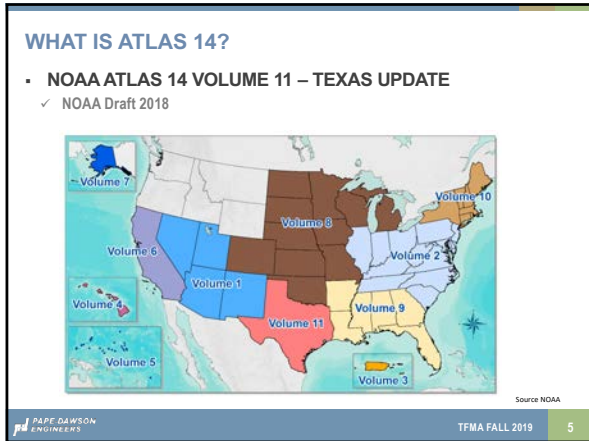 WHAT IS ATLAS 14?
▪ NOAA ATLAS 14 VOLUME 11 – TEXAS UPDATE
✓ NOAA Draft 2018
Volume 7
Volume 10
Volume 8
Volume 6
Volume 2
Volume 1
Volume 4
Volume 9
Volume 11
Volume 5
Volume 3
Source NOAA
PAPE DAWSON
ENGINEERS
TFMA FALL 2019
5